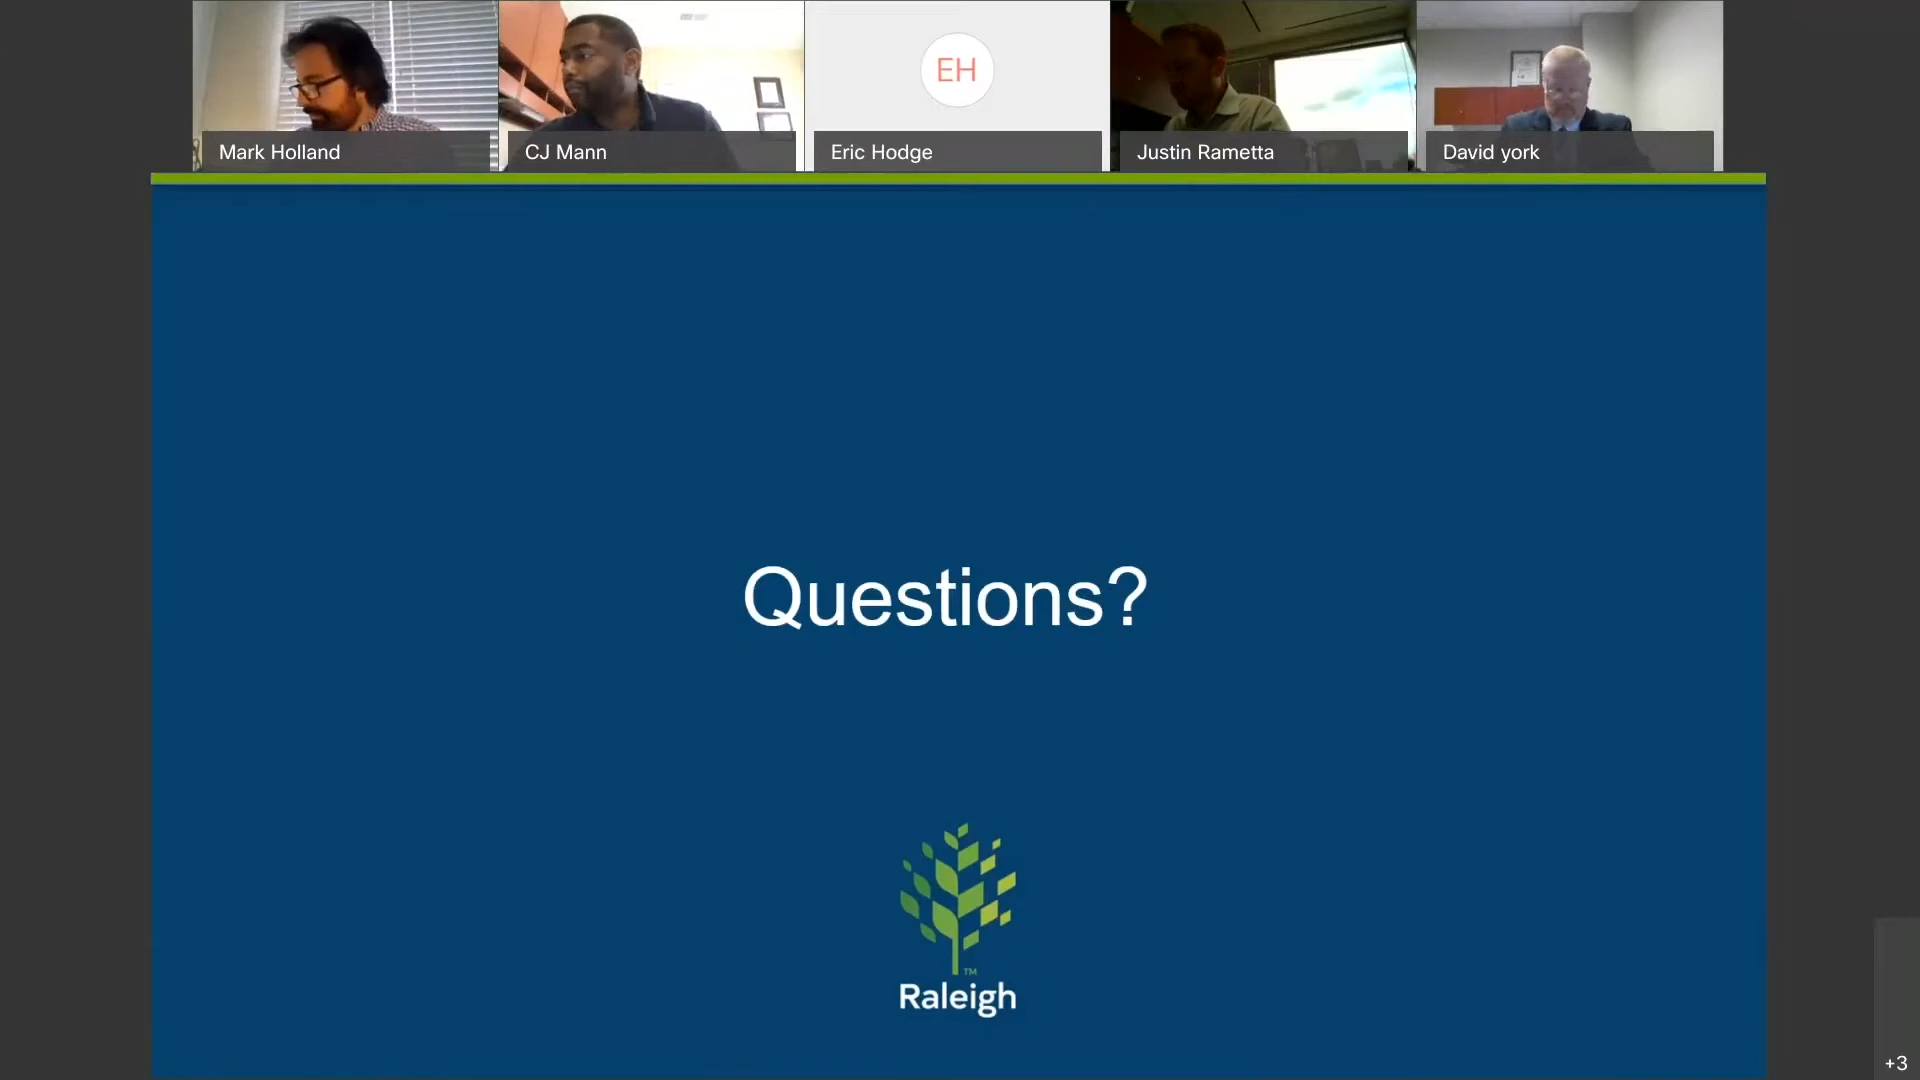 Mark Holland
CJ Mann
EH
Eric Hodge
Justin Rametta
David york
Questions?
TM
Raleigh
+3